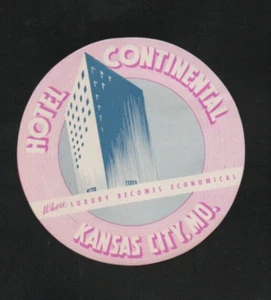 HOTEL CONTINENTAL
Where LUXURY BECOMES ECONOMICAL
KANSAS CITY, MO.